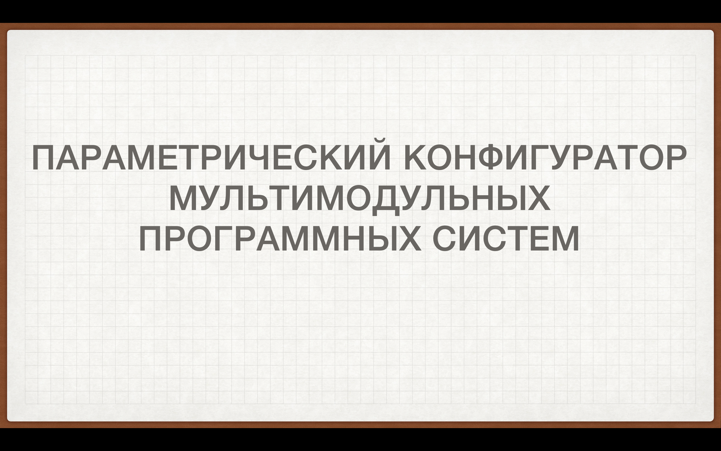 ПАРАМЕТРИЧЕСКИЙ КОНФИГУРАТОР
МУЛЬТИМОДУЛЬНЫХ
ПРОГРАММНЫХ СИСТЕМ